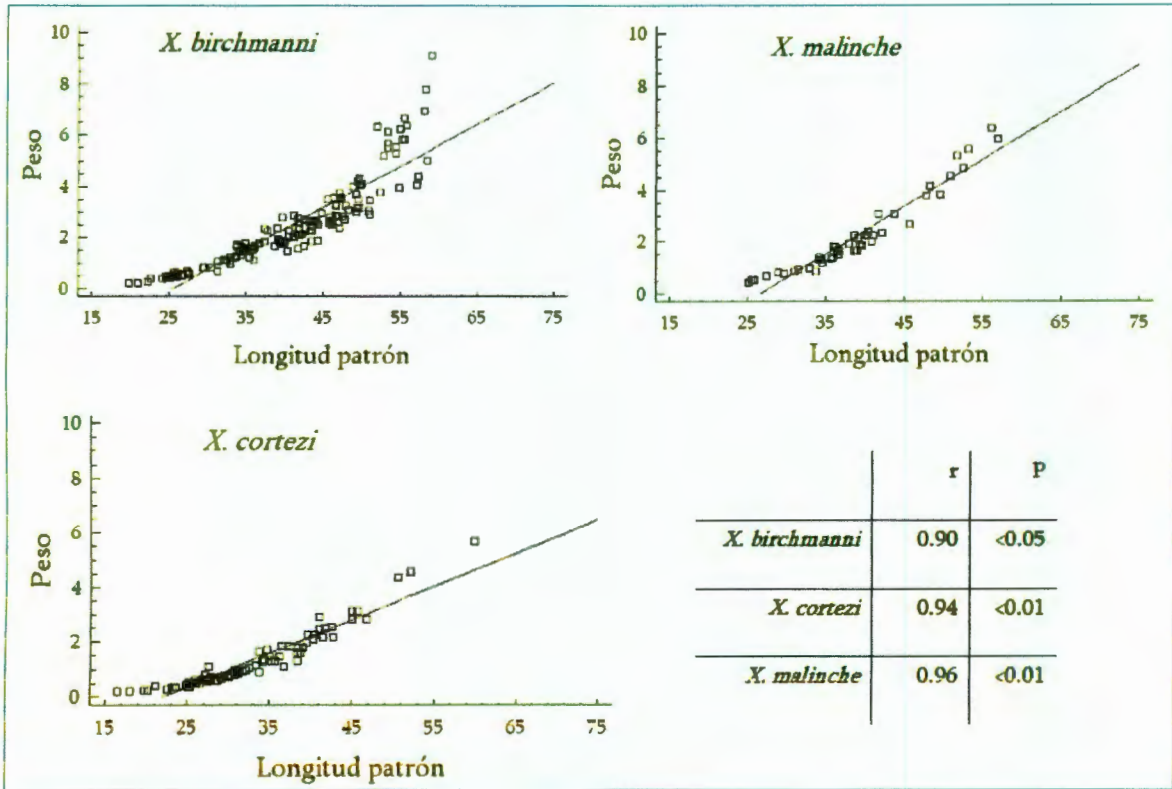 X. birchmanni
Peso
10
8
6
4
2
0
15 25 35 45 55 65 75
Longitud patrón
X. malinche
Peso
10
8
6
4
2
0
15 25 35 45 55 65 75
Longitud patrón
X. cortezi
Peso
10
8
6
4
2
0
15 25 35 45 55 65 75
Longitud patrón
r P
X. birchmanni 0.90 <0.05
X. cortezi 0.94 <0.01
X. malinche 0.96 <0.01